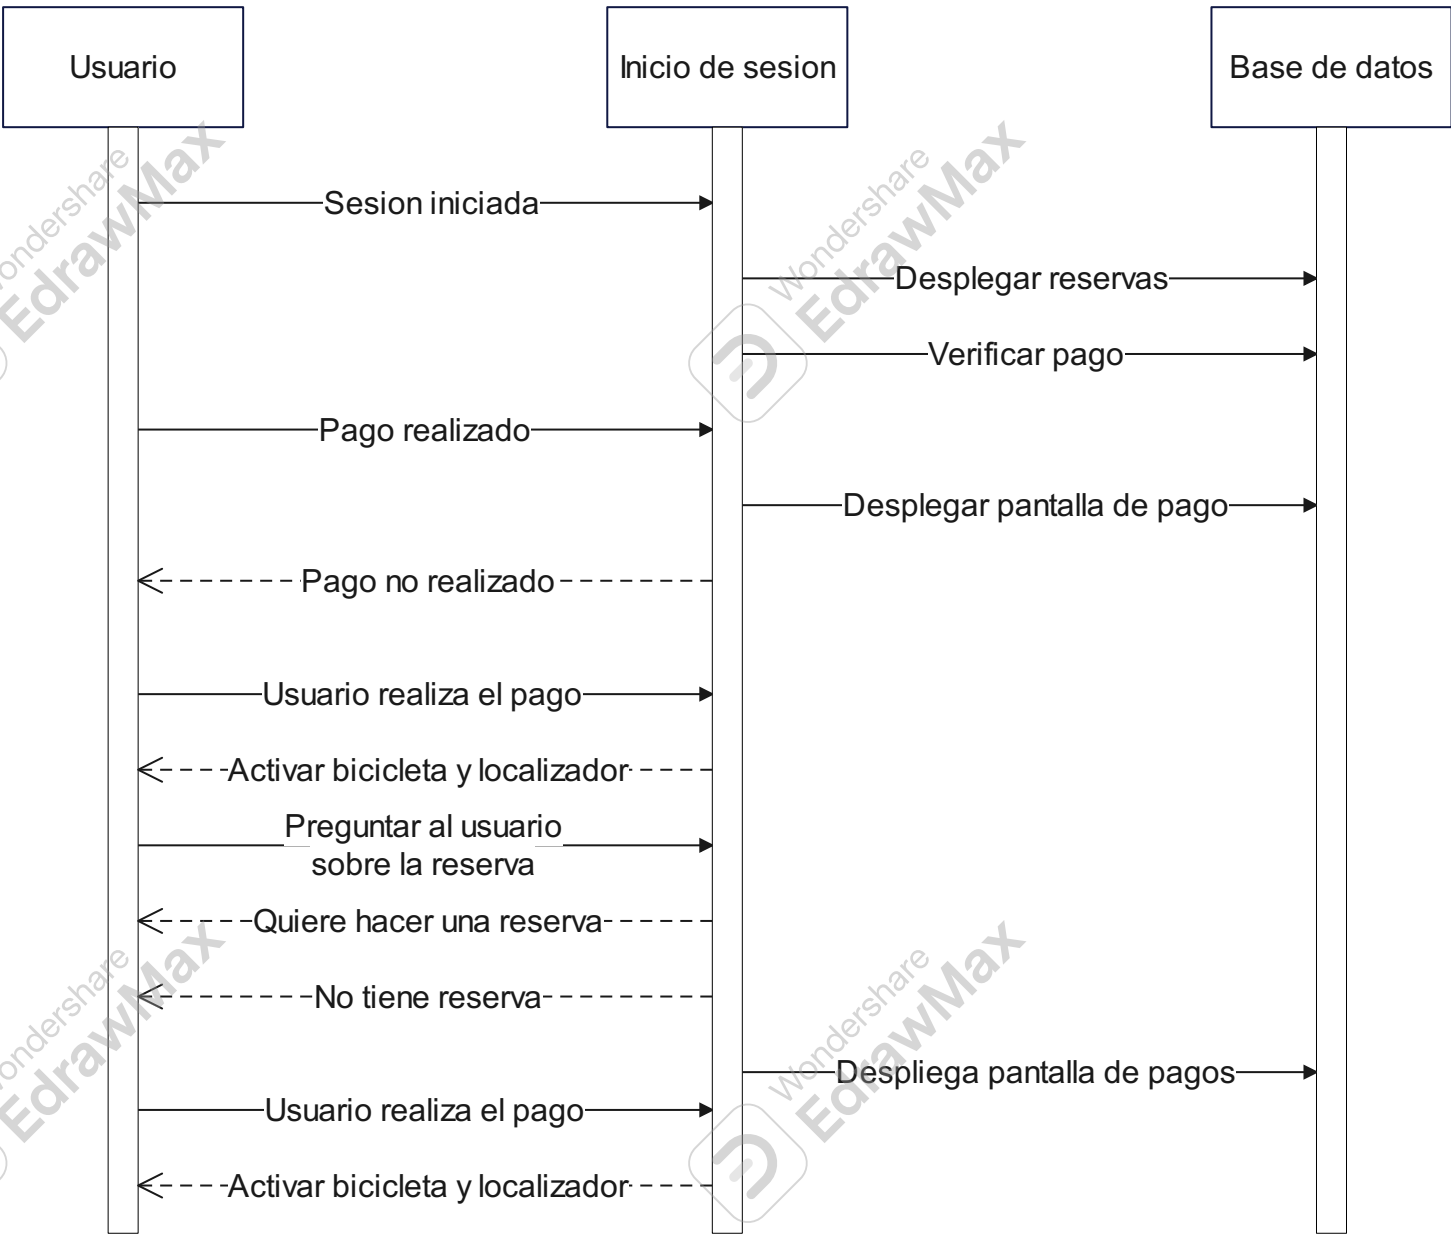 Usuario
Inicio de sesion
Base de datos
Wondershare
EdrawMax
Wondershare
EdrawMax
Sesion iniciada
Desplegar reservas
Verificar pago
Pago realizado
Desplegar pantalla de pago
Pago no realizado
Usuario realiza el pago
Activar bicicleta y localizador
Preguntar al usuario
sobre la reserva
Quiere hacer una reserva
Wondershare
EdrawMax
Wondershare
EdrawMax
No tiene reserva
Despliega pantalla de pagos
Usuario realiza el pago
Activar bicicleta y localizador